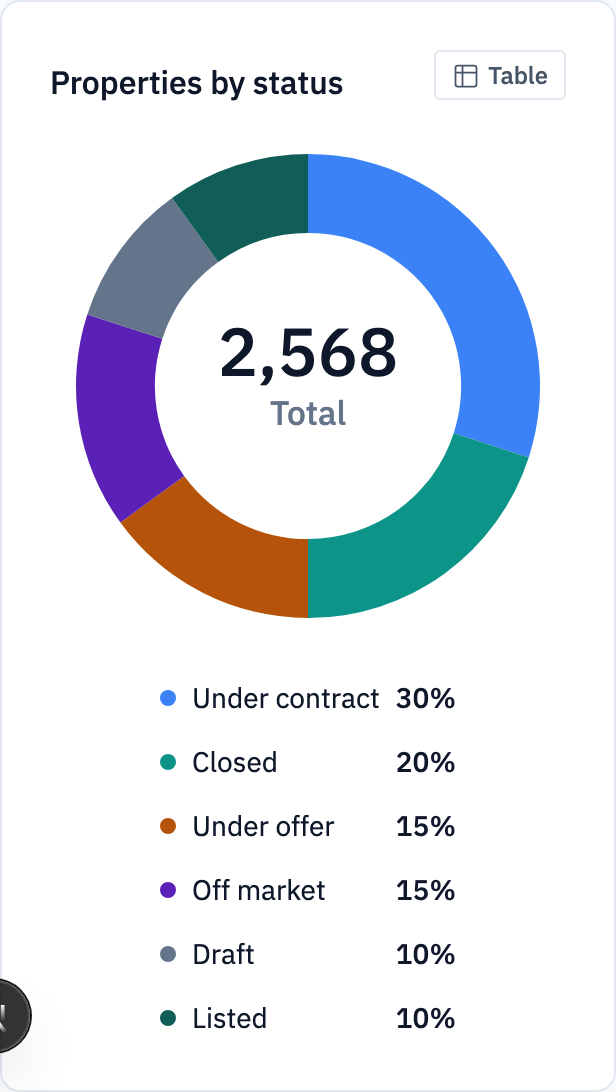 Properties by status
Table
2,568
Total
Under contract 30%
Closed 20%
Under offer 15%
Off market 15%
Draft 10%
Listed 10%